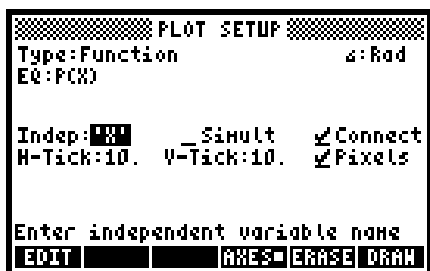 PLOT SETUP
Type:Function ∡:Rad
EQ:P(X)
Indep:'X' _Simult ✓Connect
H-Tick:10. V-Tick:10. ✓Pixels
Enter independent variable name
EDIT AXES▪ ERASE DRAW